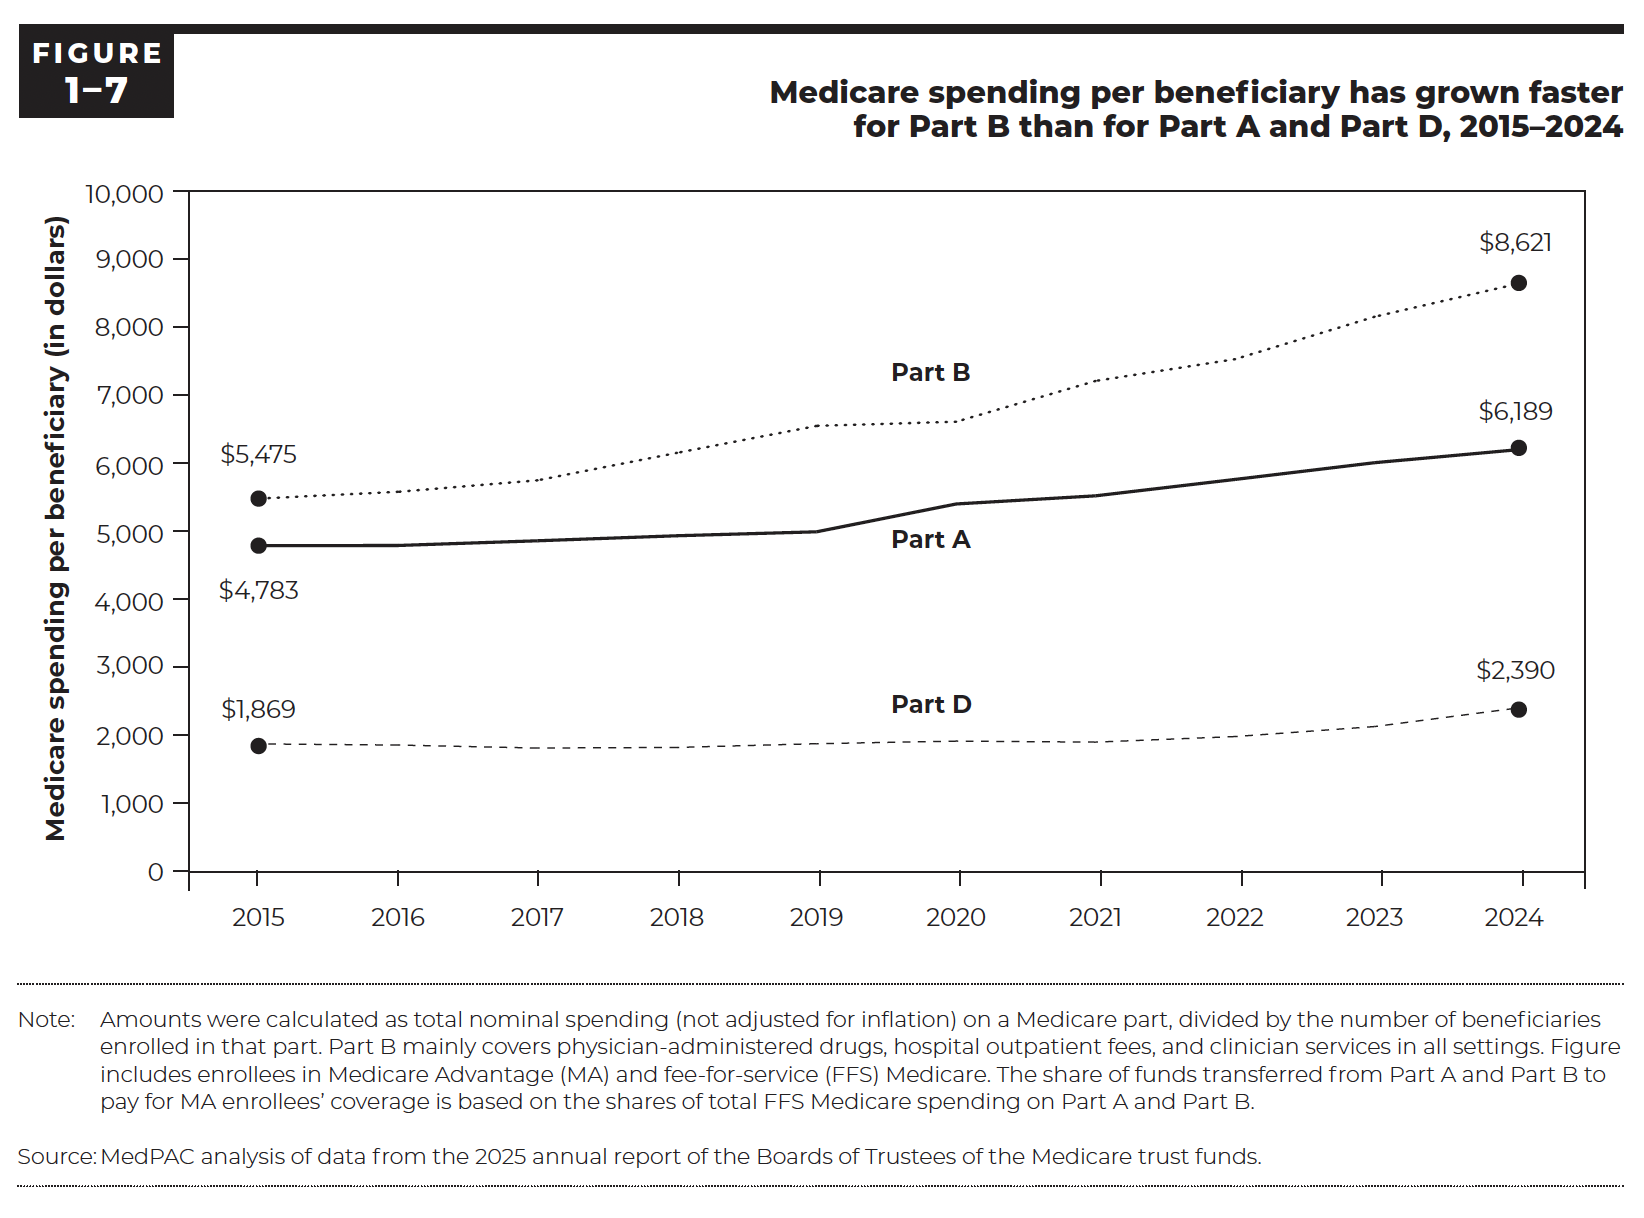 FIGURE
1–7
Medicare spending per beneficiary has grown faster
for Part B than for Part A and Part D, 2015–2024
Medicare spending per beneficiary (in dollars)
10,000
9,000
8,000
7,000
6,000
5,000
4,000
3,000
2,000
1,000
0
$8,621
Part B
$6,189
$5,475
Part A
$4,783
$2,390
Part D
$1,869
2015 2016 2017 2018 2019 2020 2021 2022 2023 2024
Note: Amounts were calculated as total nominal spending (not adjusted for inflation) on a Medicare part, divided by the number of beneficiaries
enrolled in that part. Part B mainly covers physician-administered drugs, hospital outpatient fees, and clinician services in all settings. Figure
includes enrollees in Medicare Advantage (MA) and fee-for-service (FFS) Medicare. The share of funds transferred from Part A and Part B to
pay for MA enrollees’ coverage is based on the shares of total FFS Medicare spending on Part A and Part B.
Source: MedPAC analysis of data from the 2025 annual report of the Boards of Trustees of the Medicare trust funds.